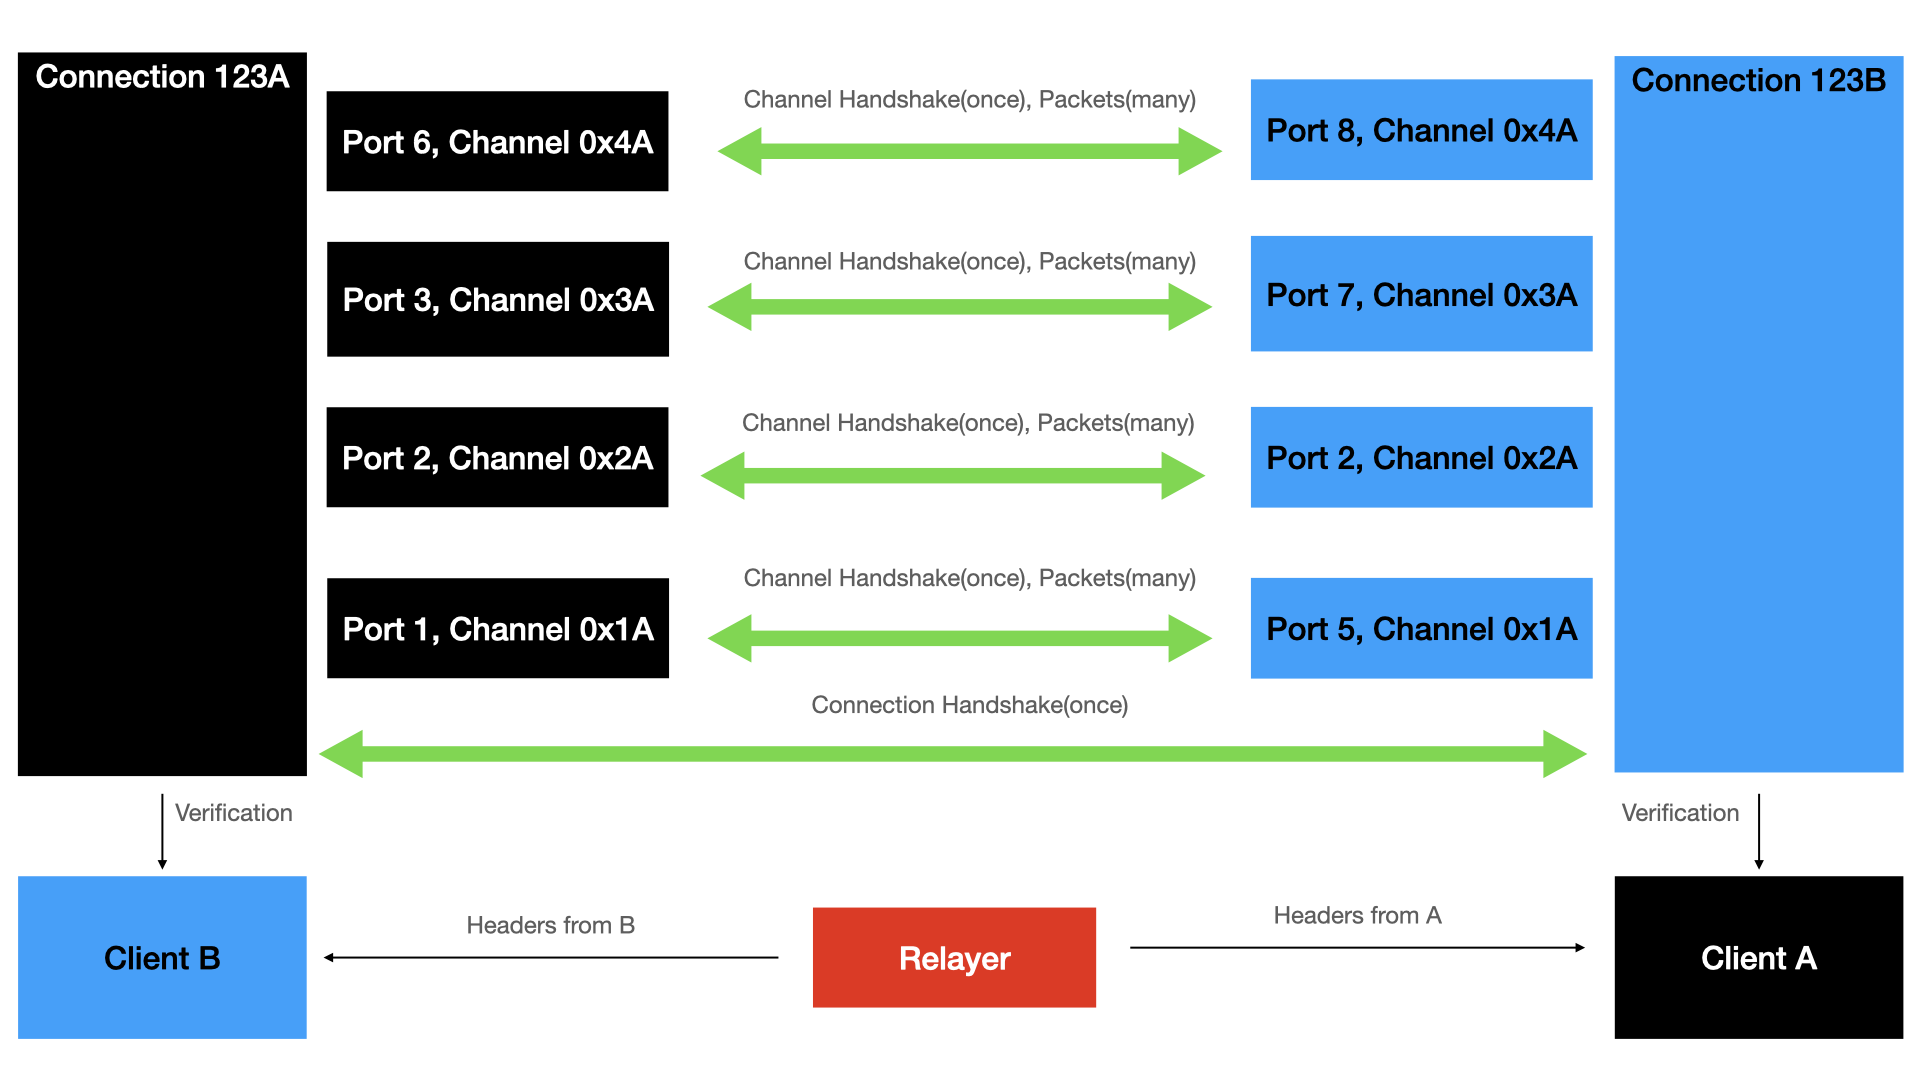 Connection 123A
Connection 123B
Port 6, Channel 0x4A
Channel Handshake(once), Packets(many)
Port 8, Channel 0x4A
Port 3, Channel 0x3A
Channel Handshake(once), Packets(many)
Port 7, Channel 0x3A
Port 2, Channel 0x2A
Channel Handshake(once), Packets(many)
Port 2, Channel 0x2A
Port 1, Channel 0x1A
Channel Handshake(once), Packets(many)
Port 5, Channel 0x1A
Connection Handshake(once)
Verification
Verification
Client B
Headers from B
Relayer
Headers from A
Client A